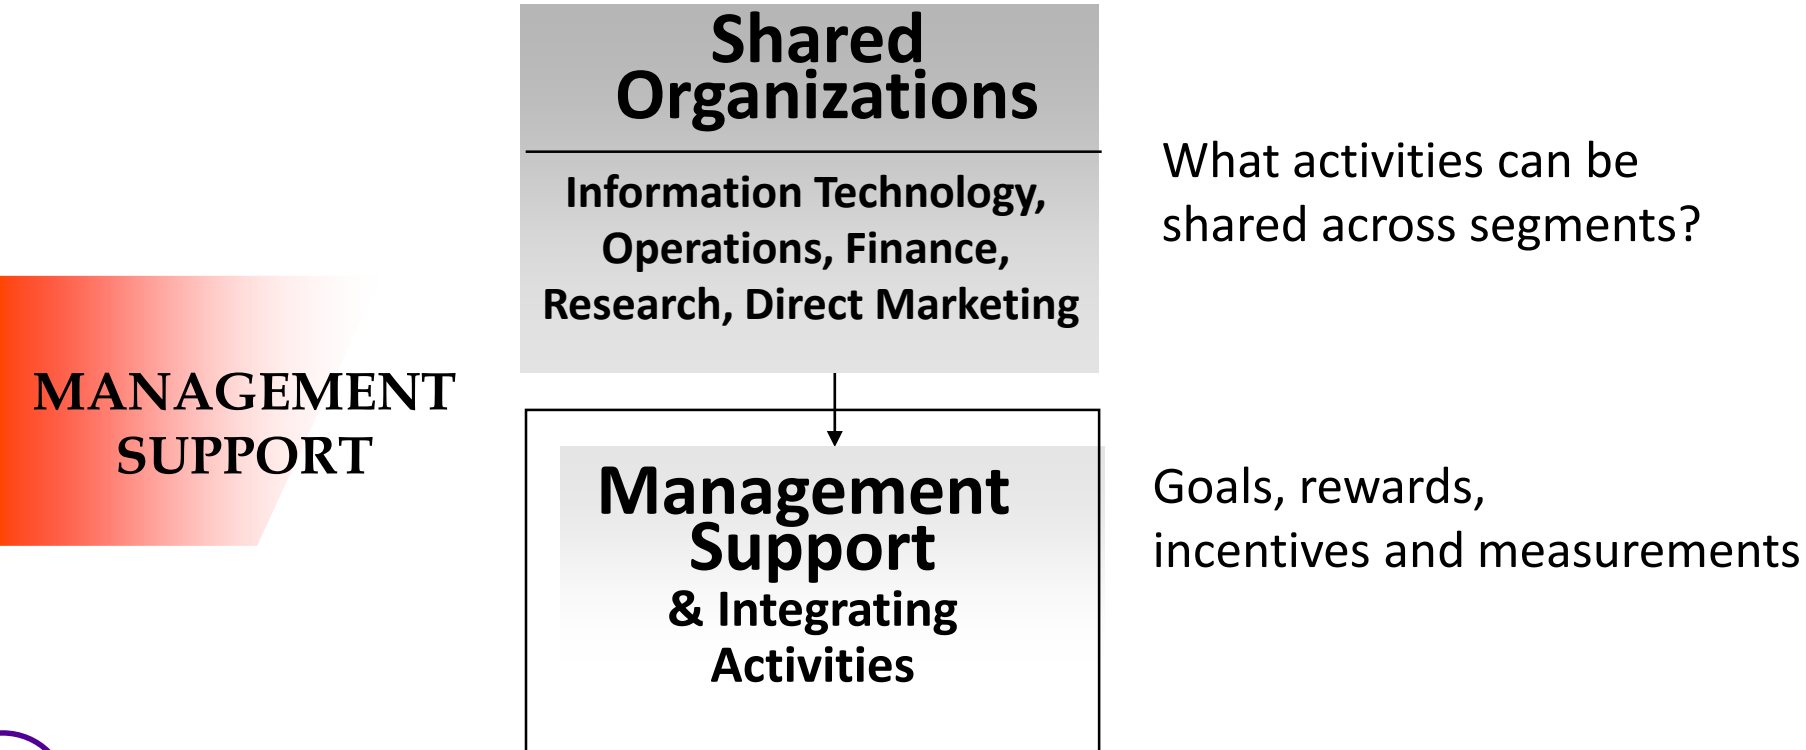 Shared
Organizations
Information Technology,
Operations, Finance,
Research, Direct Marketing
What activities can be
shared across segments?
MANAGEMENT
SUPPORT
Management
Support
& Integrating
Activities
Goals, rewards,
incentives and measurements